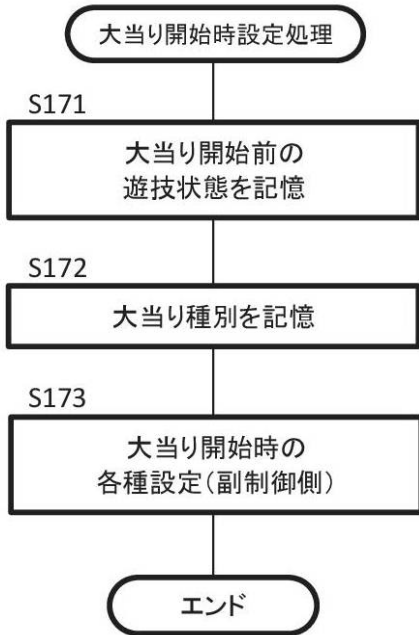 大当り開始時設定処理
S171
大当り開始前の
遊技状態を記憶
S172
大当り種別を記憶
S173
大当り開始時の
各種設定(副制御側)
エンド